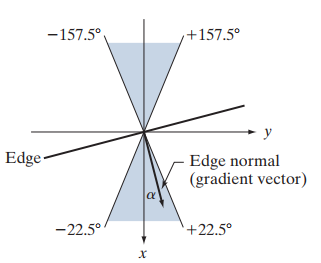 −157.5°
+157.5°
y
Edge
Edge normal
(gradient vector)
α
−22.5°
+22.5°
x